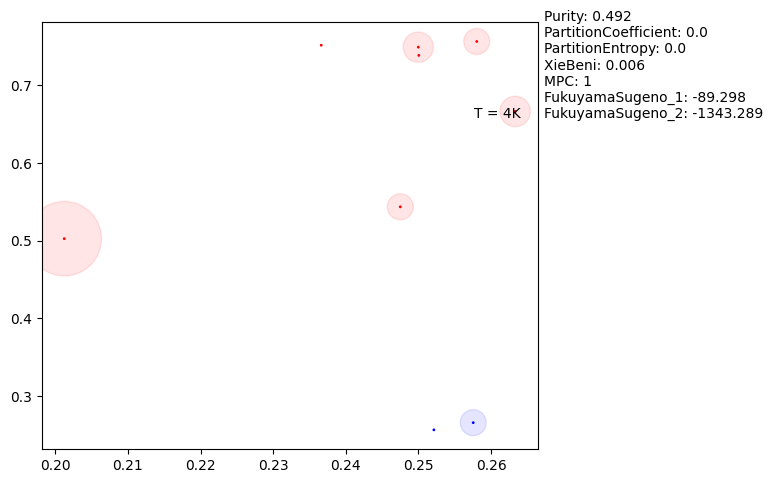 Purity: 0.492
PartitionCoefficient: 0.0
PartitionEntropy: 0.0
XieBeni: 0.006
MPC: 1
FukuyamaSugeno_1: -89.298
FukuyamaSugeno_2: -1343.289
T = 4K
0.7
0.6
0.5
0.4
0.3
0.20 0.21 0.22 0.23 0.24 0.25 0.26